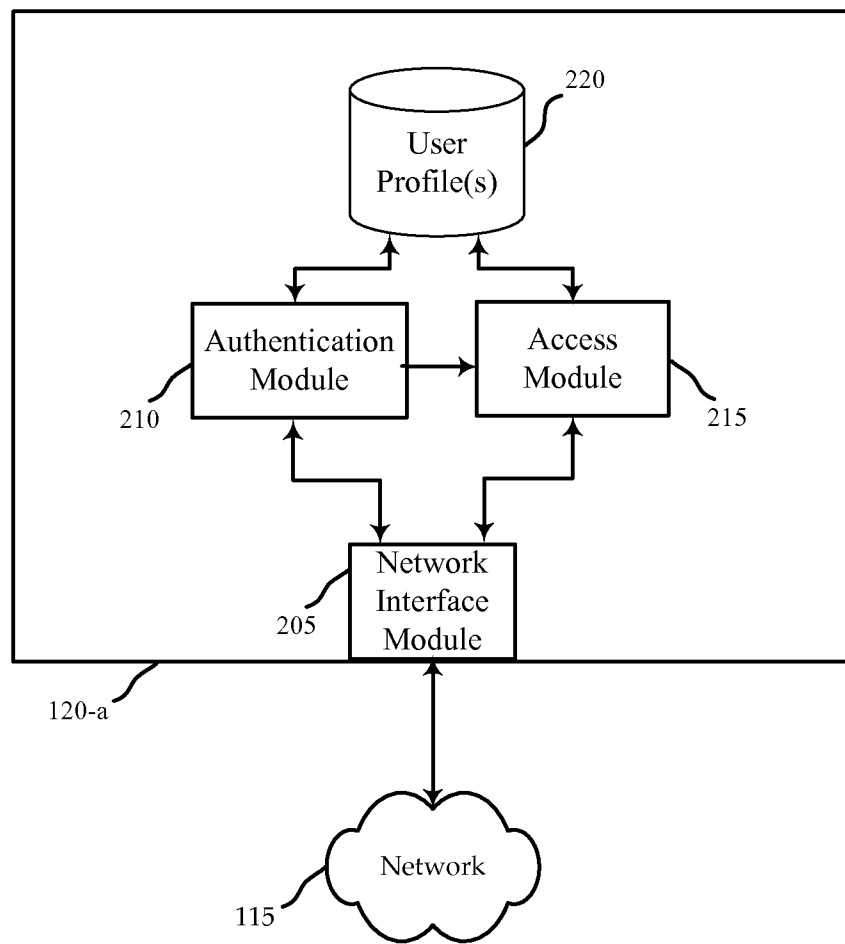 220
User
Profile(s)
Authentication
Module
Access
Module
210
215
Network
Interface
Module
205
120-a
Network
115